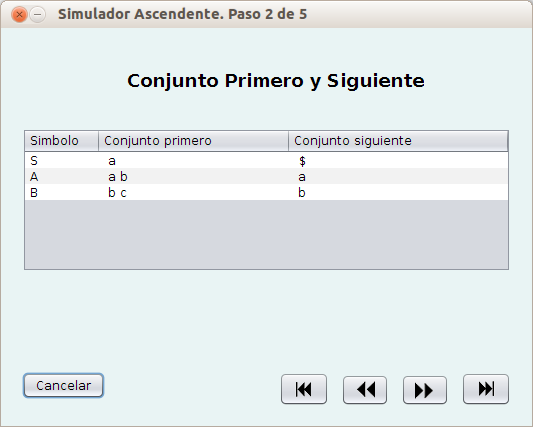 Simulador Ascendente. Paso 2 de 5
Conjunto Primero y Siguiente
Simbolo Conjunto primero Conjunto siguiente
S a $
A a b a
B b c b
Cancelar